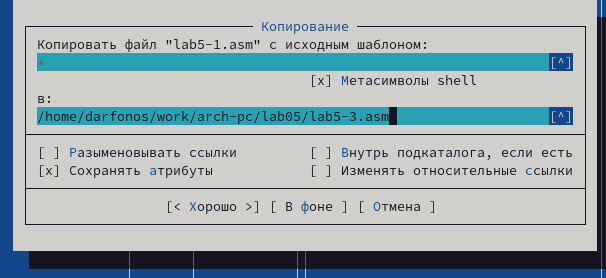 Копирование
Копировать файл "lab5-1.asm" с исходным шаблоном:
* [^]
[x] Метасимволы shell
в:
/home/darfonos/work/arch-pc/lab05/lab5-3.asm [^]
[ ] Разыменовывать ссылки [ ] Внутрь подкаталога, если есть
[x] Сохранять атрибуты [ ] Изменять относительные ссылки
[< Хорошо >] [ В фоне ] [ Отмена ]